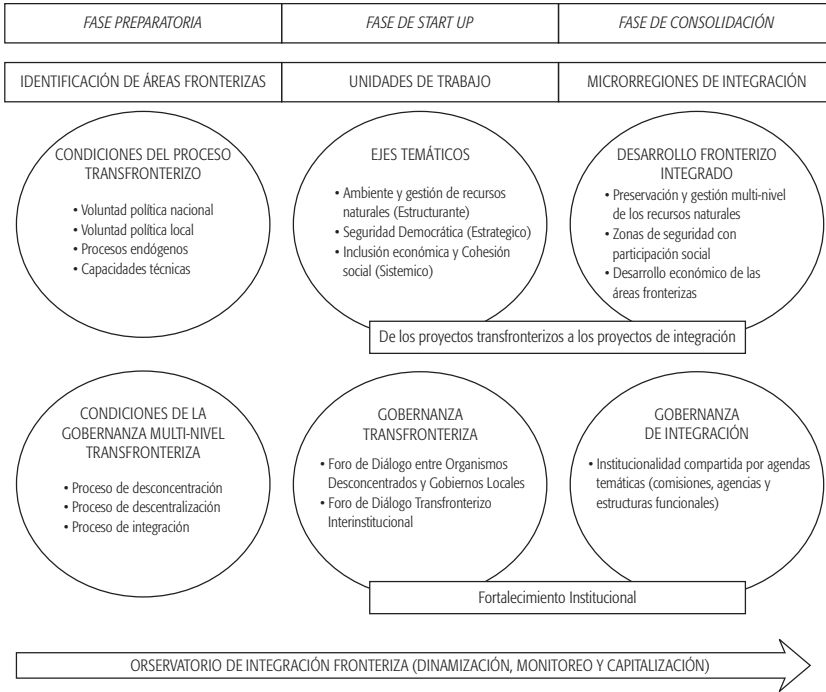 FASE PREPARATORIA
FASE DE START UP
FASE DE CONSOLIDACIÓN
IDENTIFICACIÓN DE ÁREAS FRONTERIZAS
UNIDADES DE TRABAJO
MICRORREGIONES DE INTEGRACIÓN
CONDICIONES DEL PROCESO
TRANSFRONTERIZO
• Voluntad política nacional
• Voluntad política local
• Procesos endógenos
• Capacidades técnicas
EJES TEMÁTICOS
• Ambiente y gestión de recursos
naturales (Estructurante)
• Seguridad Democrática (Estrategico)
• Inclusión económica y Cohesión
social (Sistemico)
DESARROLLO FRONTERIZO
INTEGRADO
• Preservación y gestión multi-nivel
de los recursos naturales
• Zonas de seguridad con
participación social
• Desarrollo económico de las
áreas fronterizas
De los proyectos transfronterizos a los proyectos de integración
CONDICIONES DE LA
GOBERNANZA MULTI-NIVEL
TRANSFRONTERIZA
• Proceso de desconcentración
• Proceso de descentralización
• Proceso de integración
GOBERNANZA
TRANSFRONTERIZA
• Foro de Diálogo entre Organismos
Desconcentrados y Gobiernos Locales
• Foro de Diálogo Transfronterizo
Interinstitucional
GOBERNANZA
DE INTEGRACIÓN
• Institucionalidad compartida por agendas
temáticas (comisiones, agencias y
estructuras funcionales)
Fortalecimiento Institucional
ORSERVATORIO DE INTEGRACIÓN FRONTERIZA (DINAMIZACIÓN, MONITOREO Y CAPITALIZACIÓN)